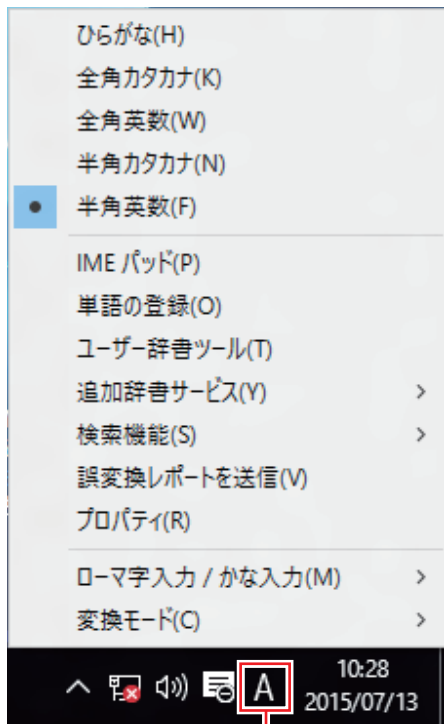 ひらがな(H)
全角カタカナ(K)
全角英数(W)
半角カタカナ(N)
半角英数(F)
IME パッド(P)
単語の登録(O)
ユーザー辞書ツール(T)
追加辞書サービス(Y)
検索機能(S)
誤変換レポートを送信(V)
プロパティ(R)
ローマ字入力 / かな入力(M)
変換モード(C)
A
10:28
2015/07/13